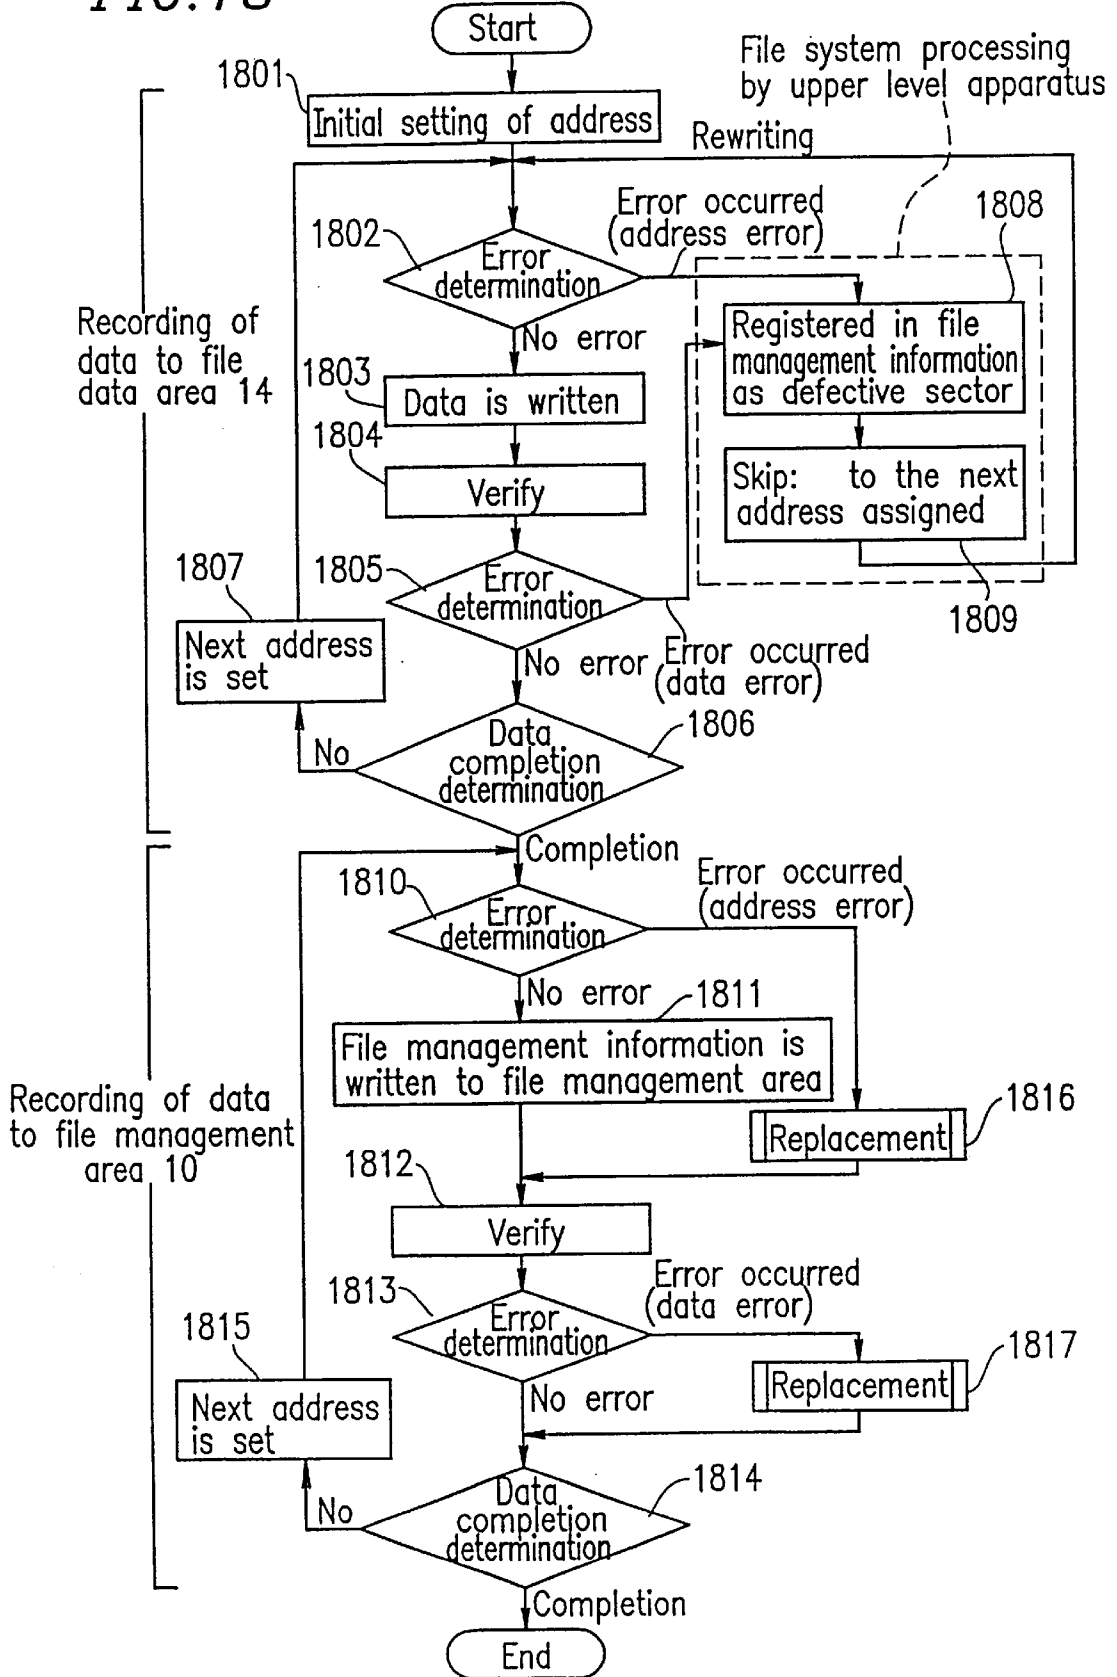 Start
File system processing
by upper level apparatus
1801
Initial setting of address
Rewriting
Error occurred
(address error)
1808
1802
Error
determination
Recording of
data to file
data area 14
No error
Registered in file
management information
as defective sector
1803
Data is written
1804
Verify
Skip: to the next
address assigned
1807
1805
Error
determination
1809
Next address
is set
No error
Error occurred
(data error)
1806
Data
completion
determination
No
Completion
1810
Error
determination
Error occurred
(address error)
No error
1811
File management information is
written to file management area
Recording of data
to file management
area 10
1816
Replacement
1812
Verify
Error occurred
(data error)
1813
Error
determination
1815
1817
Replacement
Next address
is set
No error
1814
Data
completion
determination
No
Completion
End